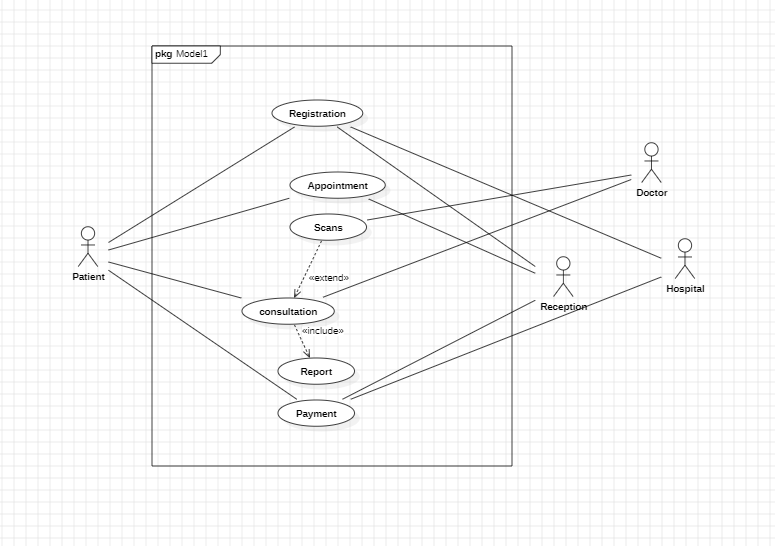 pkg Model1
Registration
Appointment
Doctor
Scans
Patient
«extend»
Hospital
Reception
consultation
«include»
Report
Payment